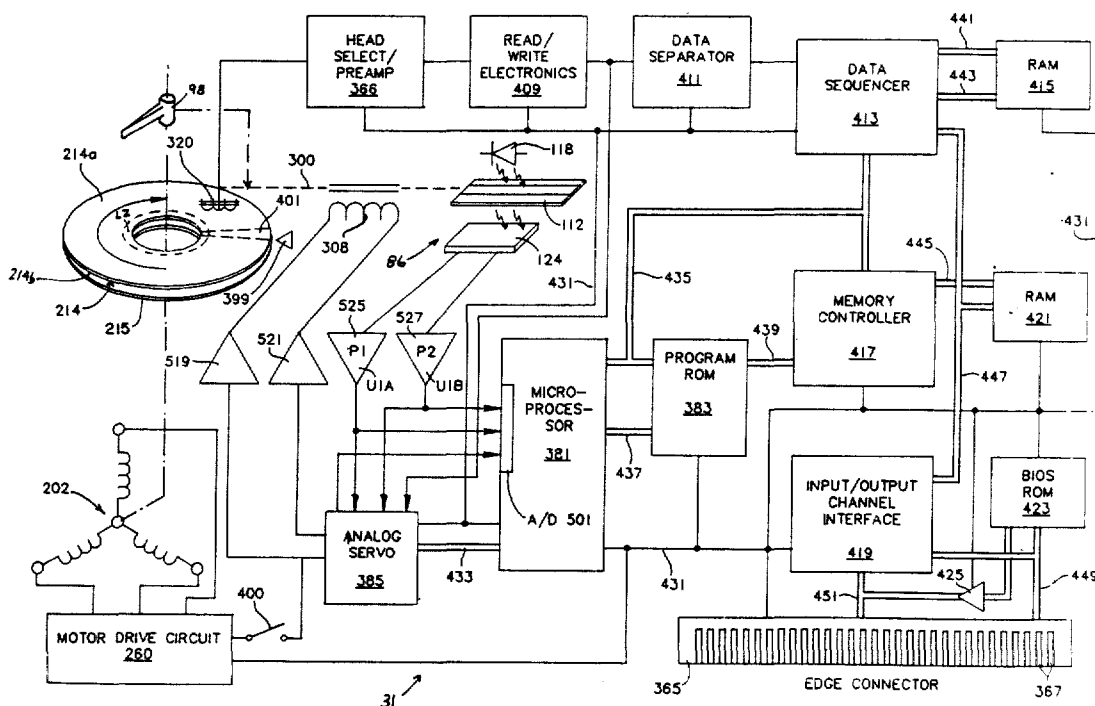 HEAD
SELECT/
PREAMP
366
READ/
WRITE
ELECTRONICS
409
DATA
SEPARATOR
411
DATA
SEQUENCER
413
441
443
RAM
415
98
320
214a
300
118
401
LZ
308
112
124
86
431
435
445
431
214b
214
215
399
MEMORY
CONTROLLER
417
RAM
421
519
521
525
P1
U1A
527
P2
U1B
MICRO-
PROCES-
SOR
381
PROGRAM
ROM
383
439
437
447
A/D 501
202
ANALOG
SERVO
385
433
431
INPUT/OUTPUT
CHANNEL
INTERFACE
419
BIOS
ROM
423
425
451
449
400
MOTOR DRIVE CIRCUIT
260
31
365
EDGE CONNECTOR
367